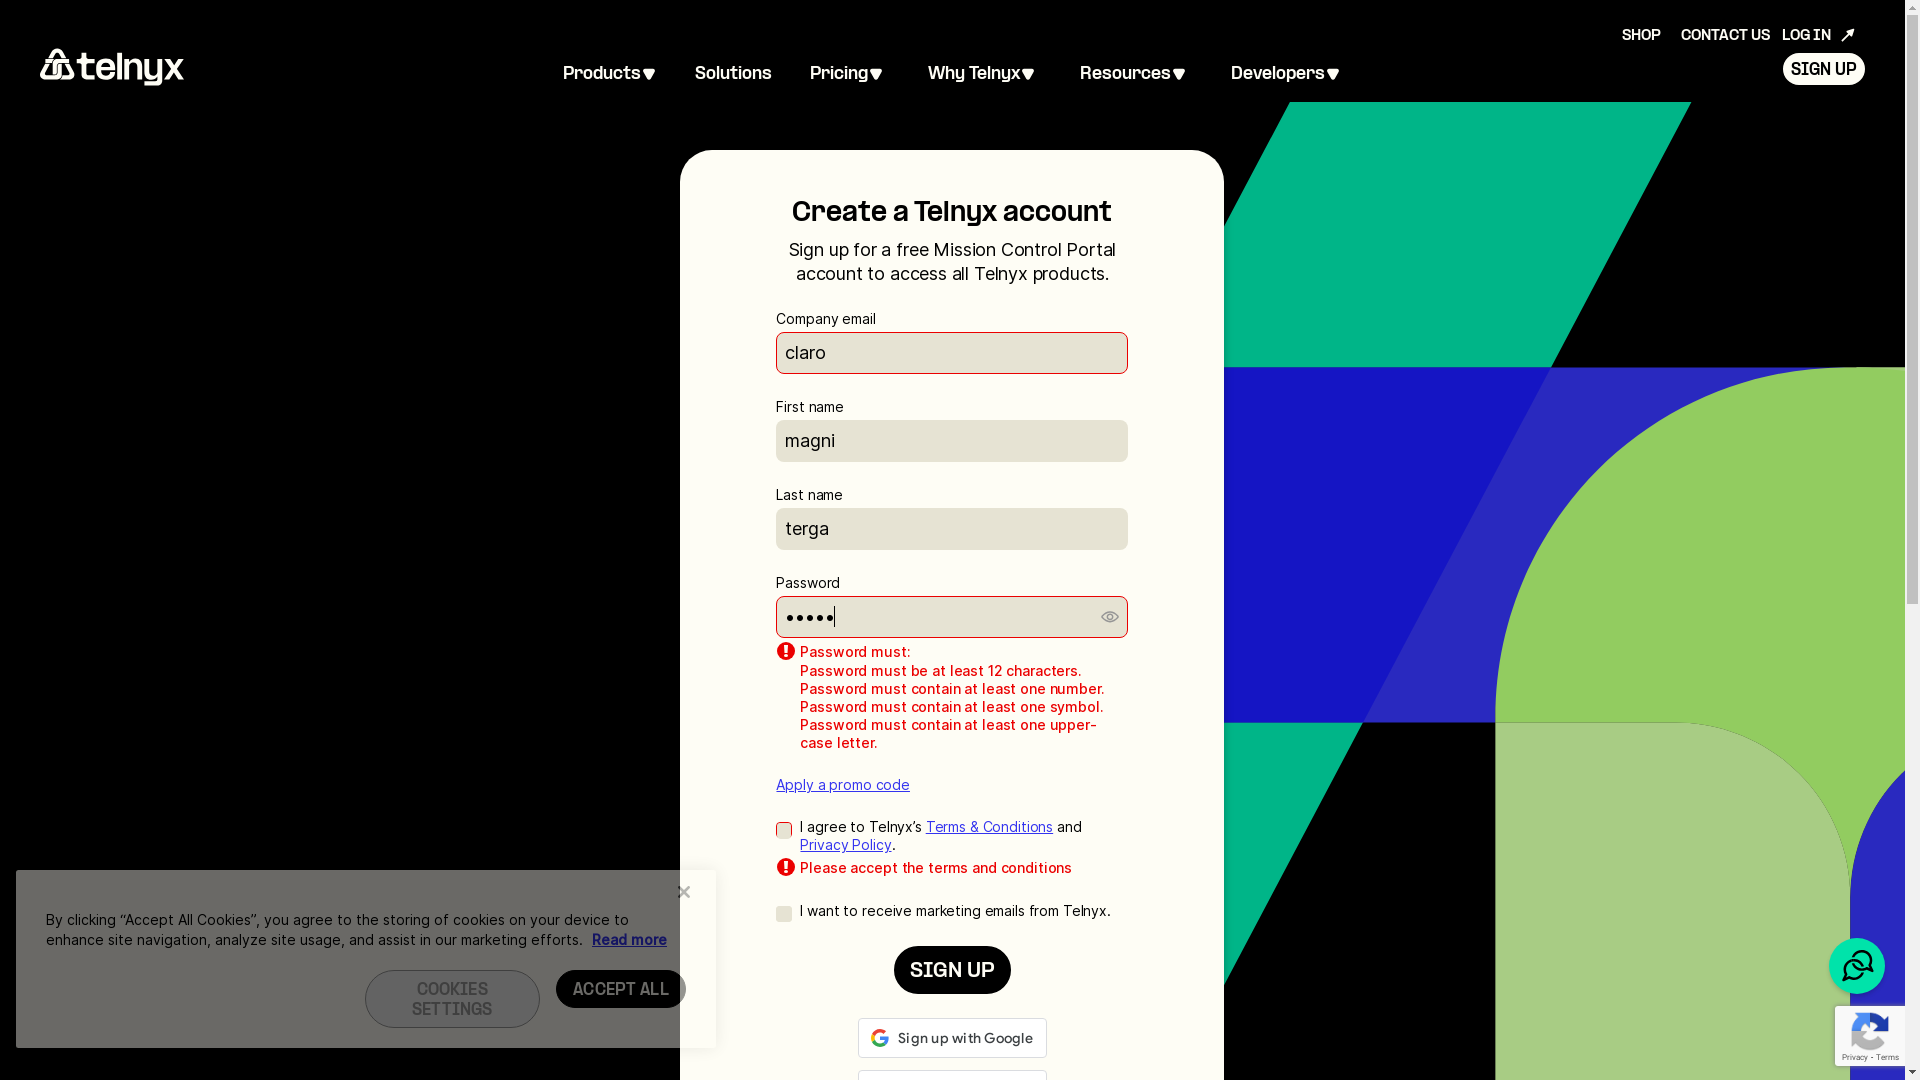 SHOP CONTACT US LOG IN
telnyx
Products Solutions Pricing Why Telnyx Resources Developers
SIGN UP
Create a Telnyx account
Sign up for a free Mission Control Portal
account to access all Telnyx products.
Company email
claro
First name
magni
Last name
terga
Password
•••••
Password must:
Password must be at least 12 characters.
Password must contain at least one number.
Password must contain at least one symbol.
Password must contain at least one upper-
case letter.
Apply a promo code
I agree to Telnyx’s Terms & Conditions and
Privacy Policy.
Please accept the terms and conditions
I want to receive marketing emails from Telnyx.
SIGN UP
Sign up with Google
By clicking “Accept All Cookies”, you agree to the storing of cookies on your device to
enhance site navigation, analyze site usage, and assist in our marketing efforts. Read more
COOKIES
SETTINGS
ACCEPT ALL
Privacy - Terms